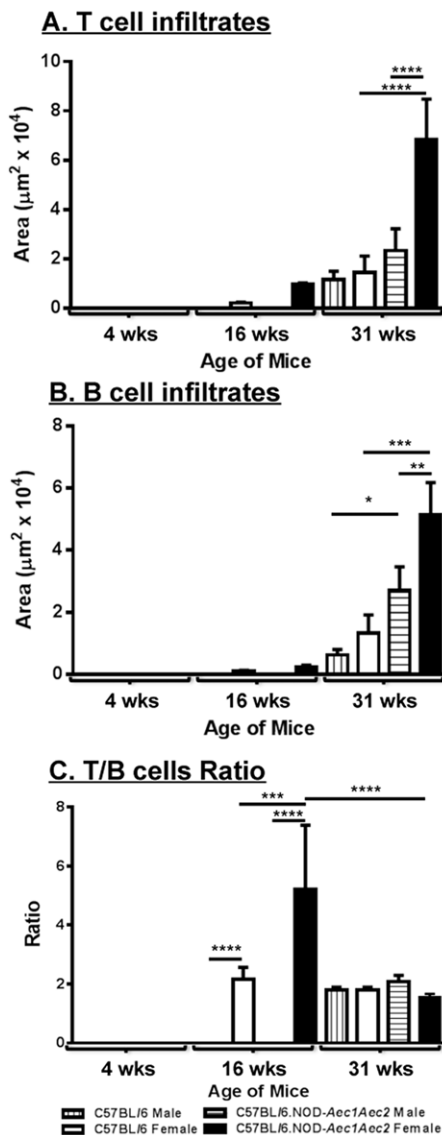 A. T cell infiltrates
****
****
10
8
6
4
2
0
Area (μm² x 10⁴)
4 wks 16 wks 31 wks
Age of Mice
B. B cell infiltrates
***
**
*
8
6
4
2
0
Area (μm² x 10⁴)
4 wks 16 wks 31 wks
Age of Mice
C. T/B cells Ratio
*** ****
****
****
8
6
4
2
0
Ratio
4 wks 16 wks 31 wks
Age of Mice
C57BL/6 Male C57BL/6.NOD-Aec1Aec2 Male
C57BL/6 Female C57BL/6.NOD-Aec1Aec2 Female